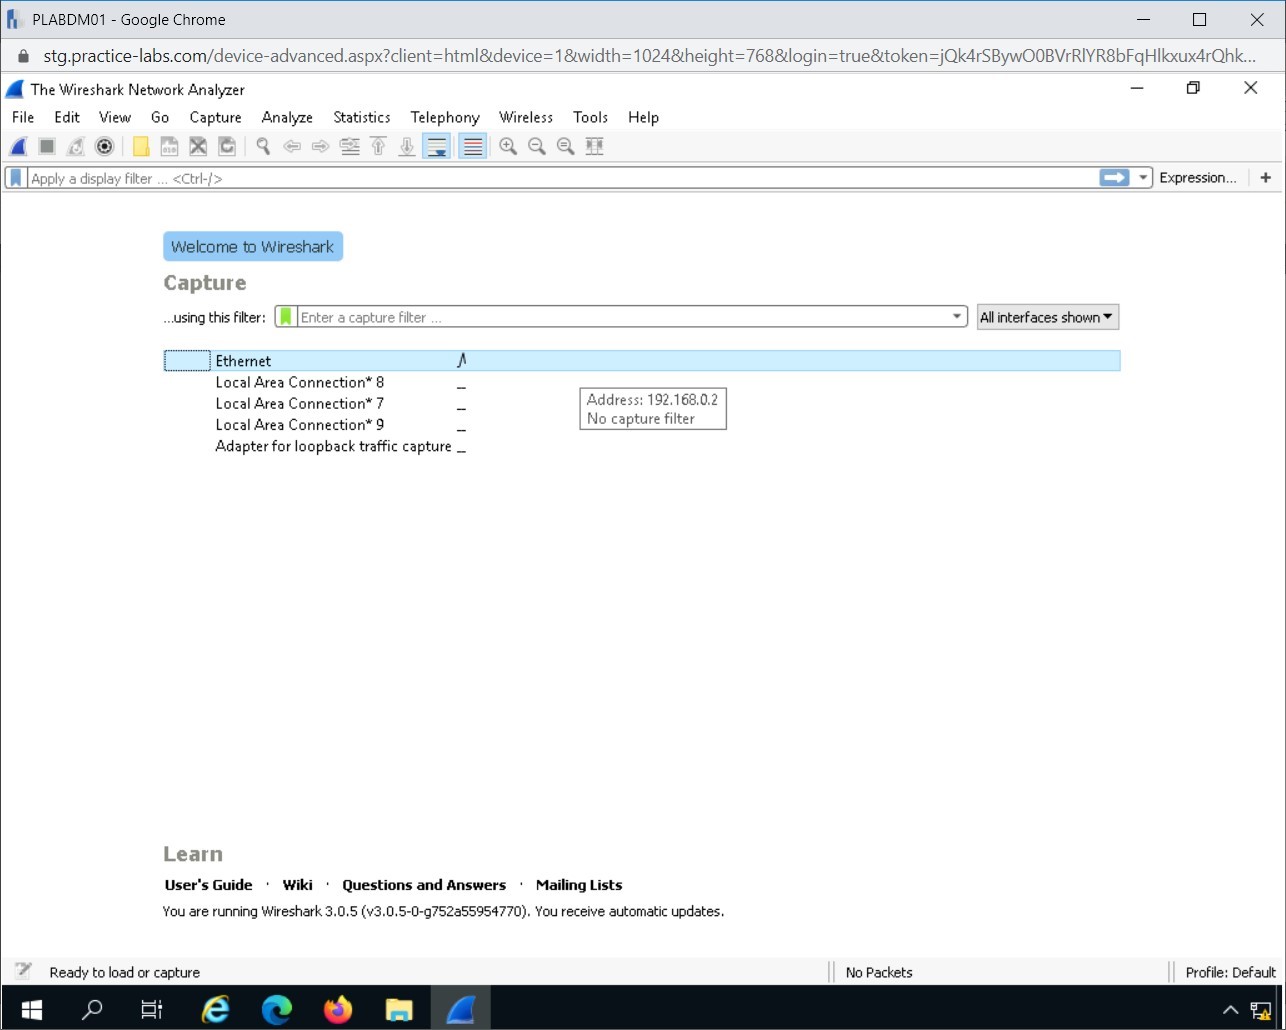 PLABDM01 - Google Chrome
stg.practice-labs.com/device-advanced.aspx?client=html&device=1&width=1024&height=768&login=true&token=jQk4rSBywO0BVrRlYR8bFqHlkxux4rQhk...
The Wireshark Network Analyzer
File Edit View Go Capture Analyze Statistics Telephony Wireless Tools Help
Apply a display filter ... <Ctrl-/> Expression... +
Welcome to Wireshark
Capture
...using this filter: Enter a capture filter ... All interfaces shown
Ethernet
Local Area Connection* 8
Local Area Connection* 7
Address: 192.168.0.2
No capture filter
Local Area Connection* 9
Adapter for loopback traffic capture
Learn
User's Guide · Wiki · Questions and Answers · Mailing Lists
You are running Wireshark 3.0.5 (v3.0.5-0-g752a55954770). You receive automatic updates.
Ready to load or capture No Packets Profile: Default